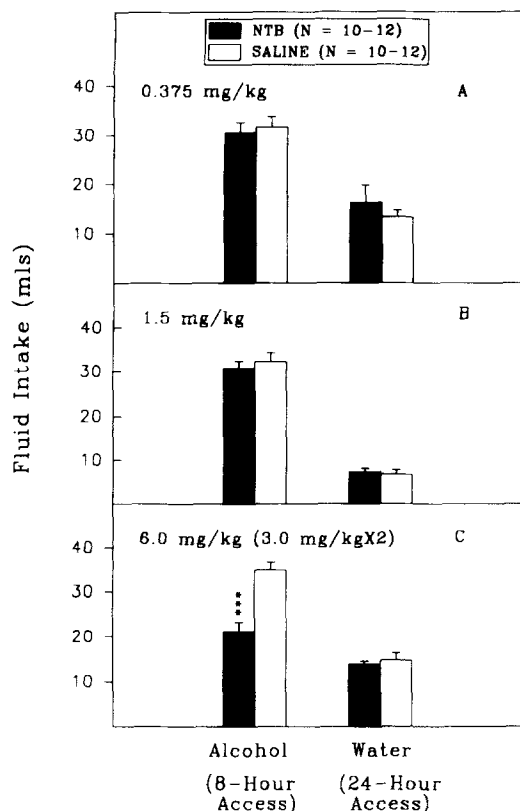 NTB (N = 10-12)
SALINE (N = 10-12)
0.375 mg/kg
A
40
30
20
10
1.5 mg/kg
B
40
30
20
10
6.0 mg/kg (3.0 mg/kgX2)
C
40
30
20
10
***
Fluid Intake (mls)
Alcohol
(8-Hour
Access)
Water
(24-Hour
Access)